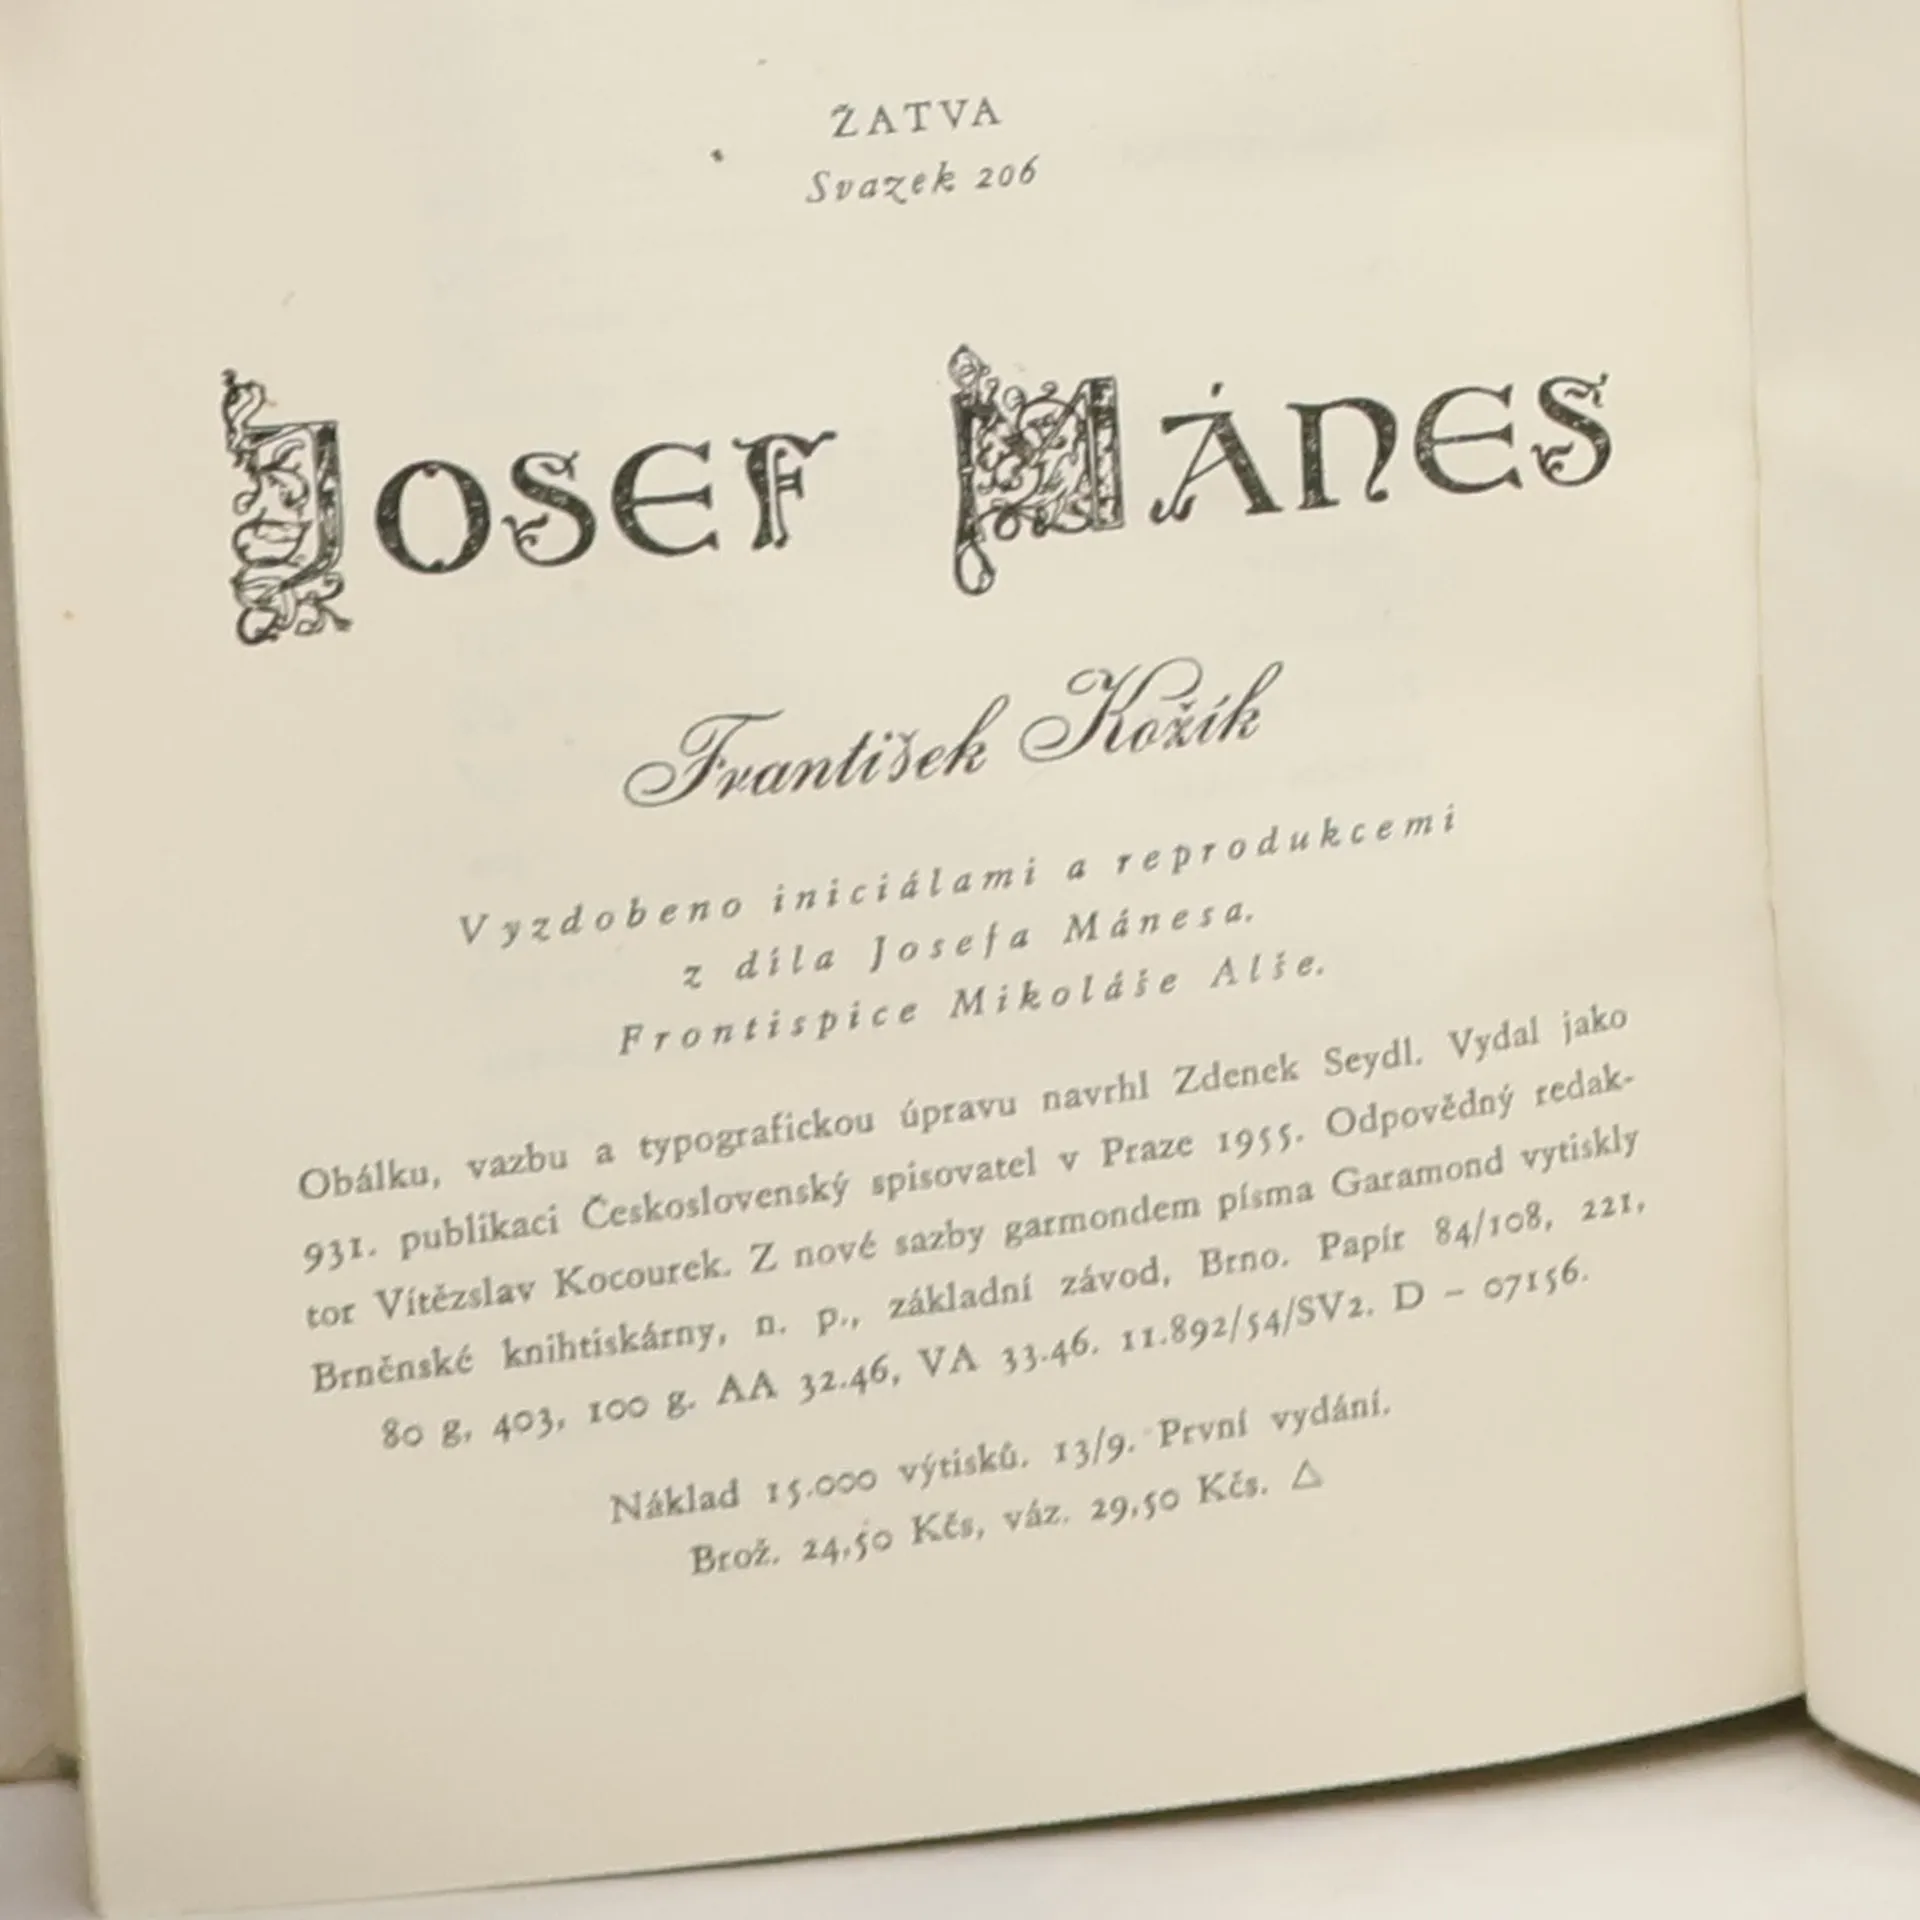 ŽATVA
Svazek 206
JOSEF MÁNES
František Kožík
Vyzdobeno iniciálami a reprodukcemi
z díla Josefa Mánesa.
Frontispice Mikoláše Alše.
Obálku, vazbu a typografickou úpravu navrhl Zdenek Seydl. Vydal jako
931. publikaci Československý spisovatel v Praze 1955. Odpovědný redak-
tor Vítězslav Kocourek. Z nové sazby garmondem písma Garamond vytiskly
Brněnské knihtiskárny, n. p., základní závod, Brno. Papír 84/108, 221,
80 g, 403, 100 g. AA 32.46, VA 33.46. 11.892/54/SV2. D – 07156.
Náklad 15.000 výtisků. 13/9. První vydání.
Brož. 24,50 Kčs, váz. 29,50 Kčs. △